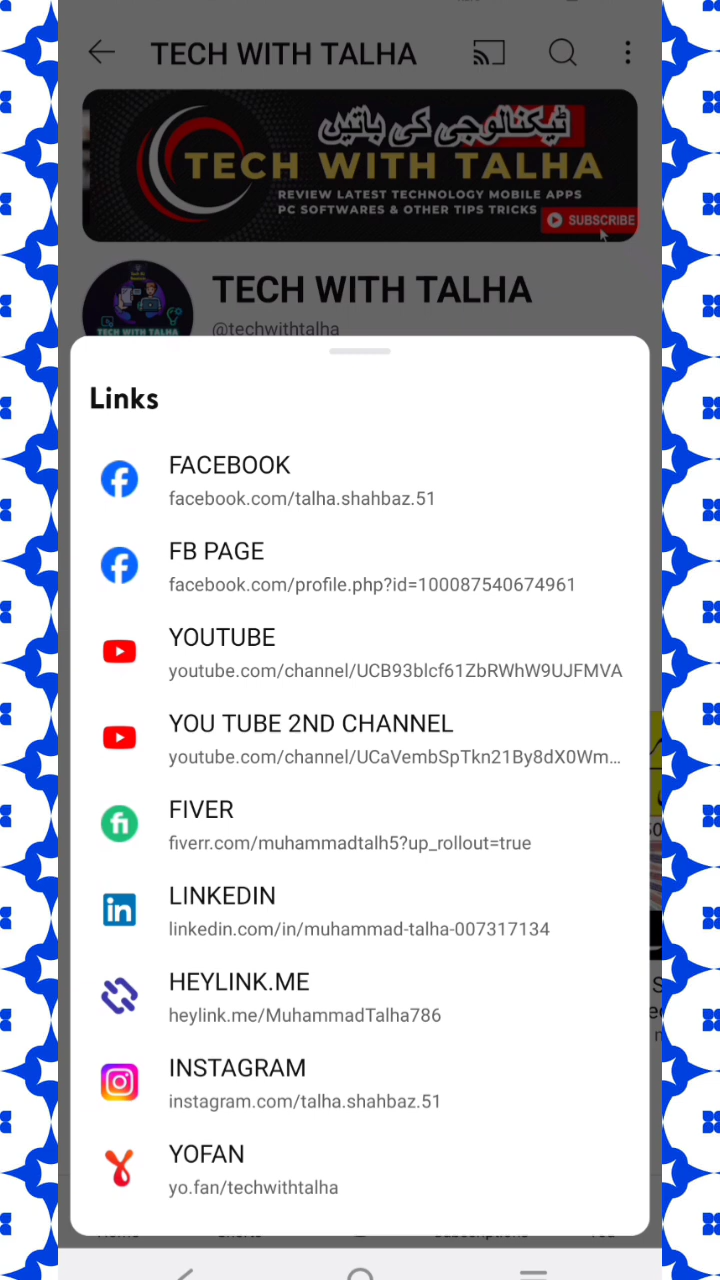 TECH WITH TALHA
ٹیکنالوجی کی باتیں
TECH WITH TALHA
REVIEW LATEST TECHNOLOGY MOBILE APPS
PC SOFTWARES & OTHER TIPS TRICKS
SUBSCRIBE
TECH WITH TALHA
TECH WITH TALHA
@techwithtalha
Links
FACEBOOK
facebook.com/talha.shahbaz.51
FB PAGE
facebook.com/profile.php?id=100087540674961
YOUTUBE
youtube.com/channel/UCB93blcf61ZbRWhW9UJFMVA
YOU TUBE 2ND CHANNEL
youtube.com/channel/UCaVembSpTkn21By8dX0Wm...
FIVER
fiverr.com/muhammadtalh5?up_rollout=true
LINKEDIN
linkedin.com/in/muhammad-talha-007317134
HEYLINK.ME
heylink.me/MuhammadTalha786
INSTAGRAM
instagram.com/talha.shahbaz.51
YOFAN
yo.fan/techwithtalha